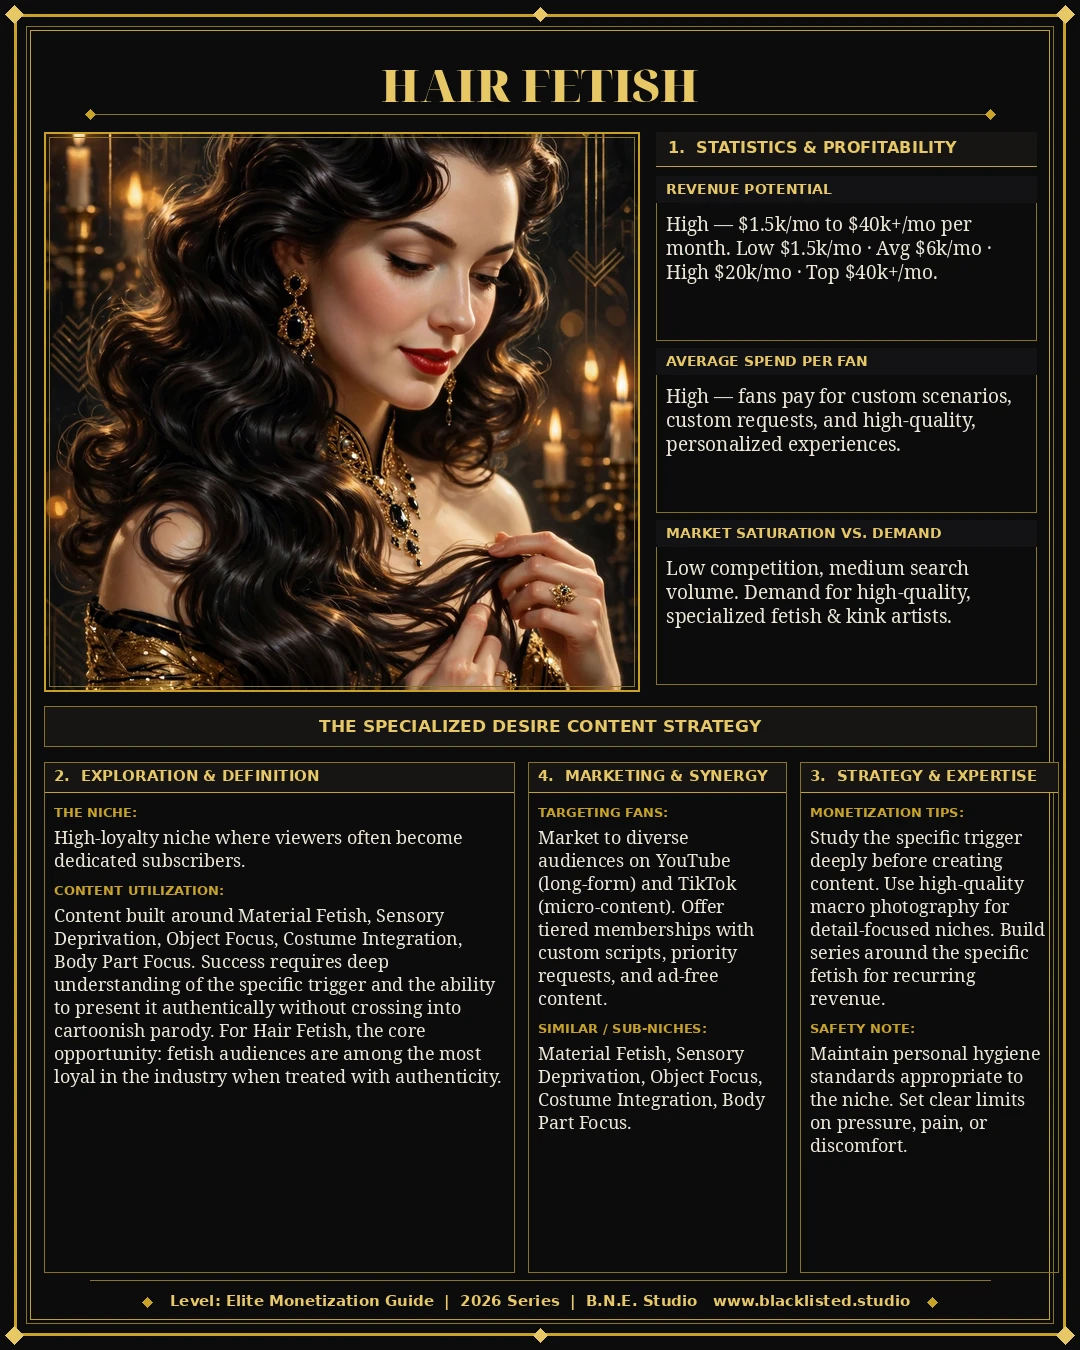 HAIR FETISH
1. STATISTICS & PROFITABILITY
REVENUE POTENTIAL
High — $1.5k/mo to $40k+/mo per
month. Low $1.5k/mo · Avg $6k/mo ·
High $20k/mo · Top $40k+/mo.
AVERAGE SPEND PER FAN
High — fans pay for custom scenarios,
custom requests, and high-quality,
personalized experiences.
MARKET SATURATION VS. DEMAND
Low competition, medium search
volume. Demand for high-quality,
specialized fetish & kink artists.
THE SPECIALIZED DESIRE CONTENT STRATEGY
2. EXPLORATION & DEFINITION
THE NICHE:
High-loyalty niche where viewers often become
dedicated subscribers.
CONTENT UTILIZATION:
Content built around Material Fetish, Sensory
Deprivation, Object Focus, Costume Integration,
Body Part Focus. Success requires deep
understanding of the specific trigger and the ability
to present it authentically without crossing into
cartoonish parody. For Hair Fetish, the core
opportunity: fetish audiences are among the most
loyal in the industry when treated with authenticity.
4. MARKETING & SYNERGY
TARGETING FANS:
Market to diverse
audiences on YouTube
(long-form) and TikTok
(micro-content). Offer
tiered memberships with
custom scripts, priority
requests, and ad-free
content.
SIMILAR / SUB-NICHES:
Material Fetish, Sensory
Deprivation, Object Focus,
Costume Integration, Body
Part Focus.
3. STRATEGY & EXPERTISE
MONETIZATION TIPS:
Study the specific trigger
deeply before creating
content. Use high-quality
macro photography for
detail-focused niches. Build
series around the specific
fetish for recurring
revenue.
SAFETY NOTE:
Maintain personal hygiene
standards appropriate to
the niche. Set clear limits
on pressure, pain, or
discomfort.
Level: Elite Monetization Guide | 2026 Series | B.N.E. Studio www.blacklisted.studio